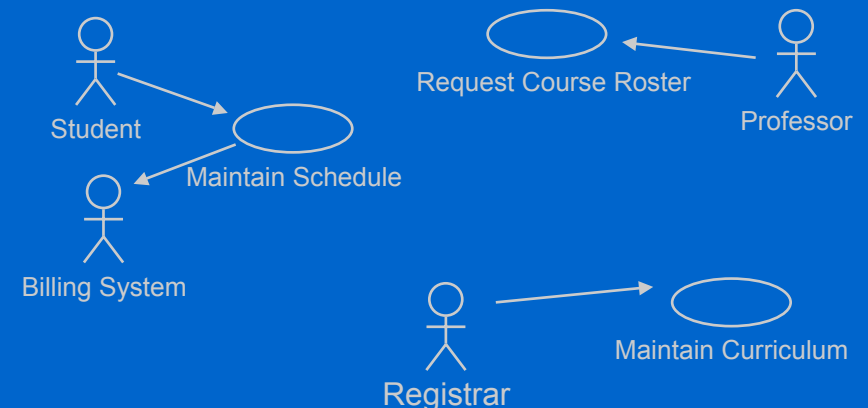 Request Course Roster
Student
Professor
Maintain Schedule
Billing System
Maintain Curriculum
Registrar